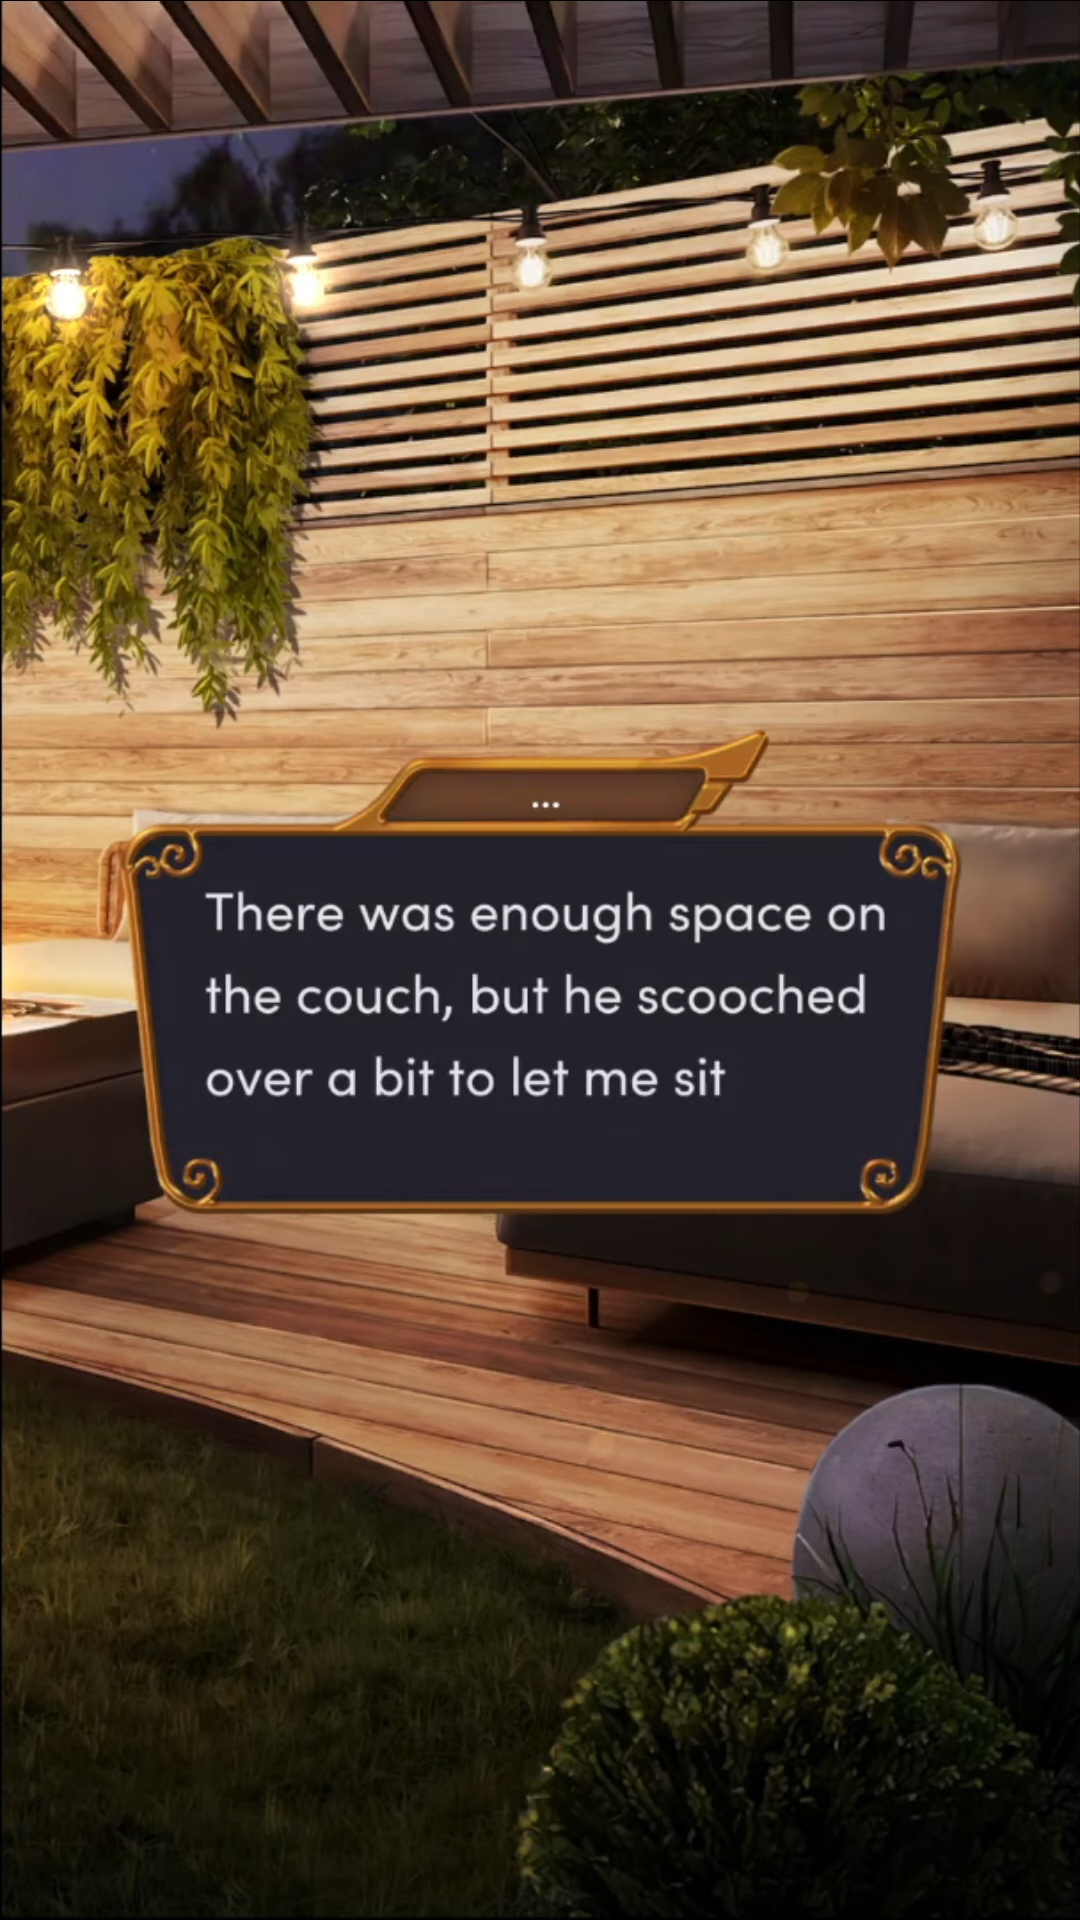 ...
There was enough space on
the couch, but he scooched
over a bit to let me sit